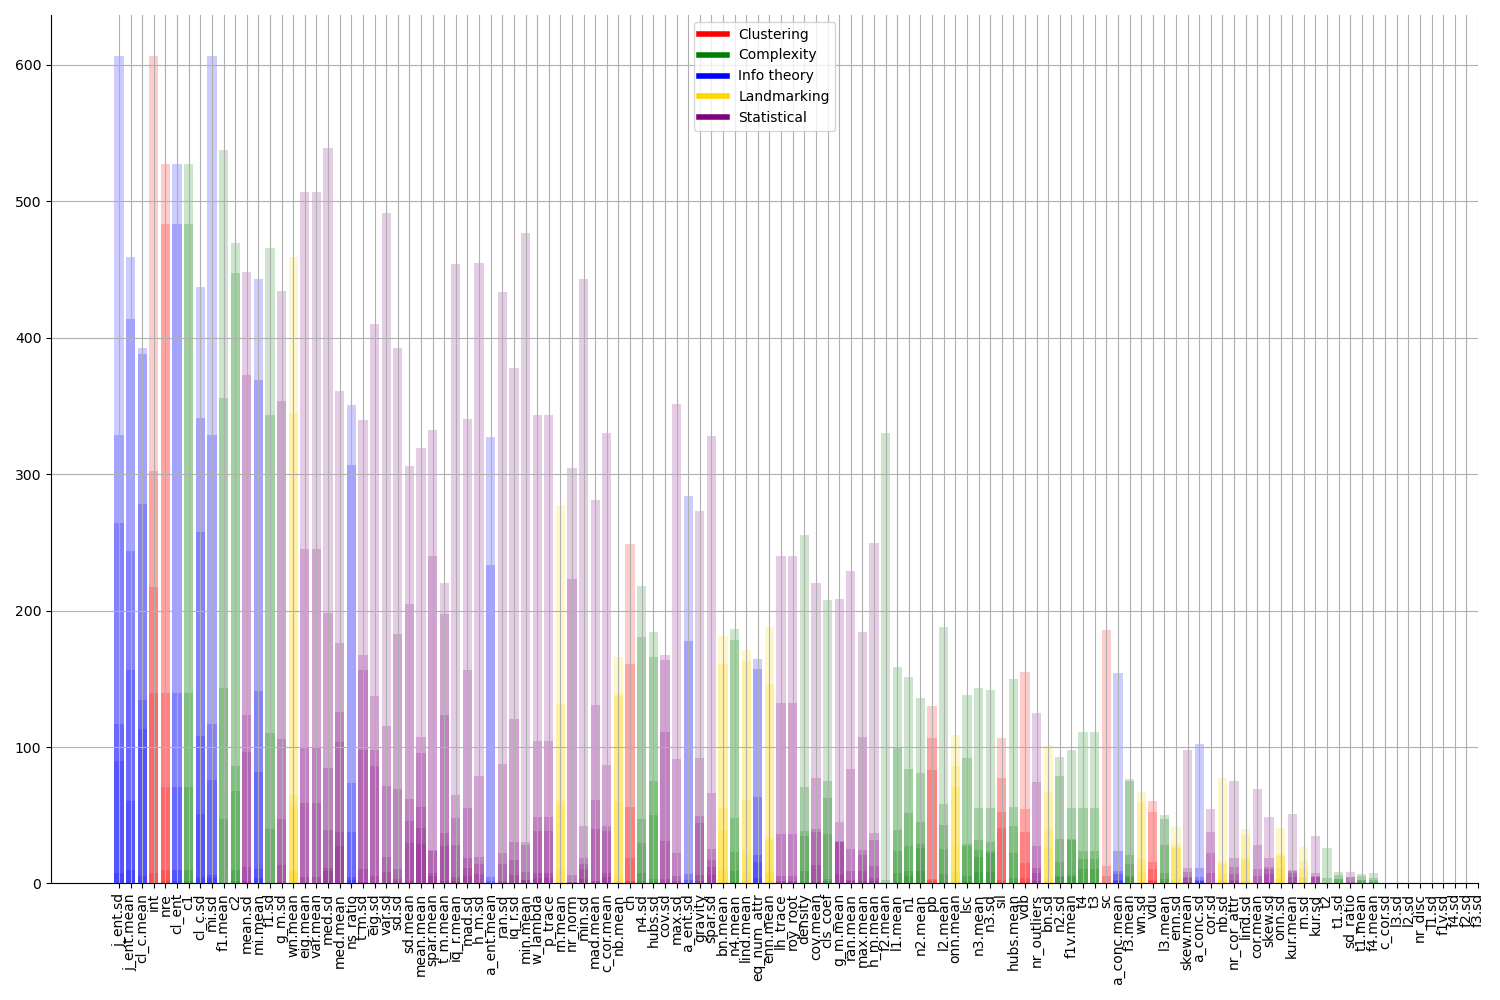 600
500
400
300
200
100
0
Clustering
Complexity
Info theory
Landmarking
Statistical
j_ent.sd
j_ent.mean
cl_c.mean
int
nre
cl_ent
c1
cl_c.sd
mi.sd
f1.mean
c2
mean.sd
mi.mean
f1.sd
g_m.sd
wn.mean
eig.mean
var.mean
med.sd
med.mean
ns_ratio
t_m.sd
eig.sd
var.sd
sd.sd
sd.mean
mean.mean
spar.mean
t_m.mean
iq_r.mean
mad.sd
h_m.sd
a_ent.mean
ran.sd
iq_r.sd
min.mean
w_lambda
p_trace
nr_norm
min.sd
mad.mean
c_cor.mean
nb.mean
ch
n4.sd
hubs.sd
cov.sd
max.sd
a_ent.sd
gravity
spar.sd
bn.mean
n4.mean
lind.mean
eq_num_attr
enn.mean
lh_trace
roy_root
density
cov.mean
cls_coef
g_m.mean
ran.mean
max.mean
h_m.mean
f2.mean
l1.mean
n1
n2.mean
pb
l2.mean
onn.mean
lsc
n3.mean
n3.sd
sil
hubs.mean
vdb
nr_outliers
bn.sd
n2.sd
f1v.mean
t4
t3
sc
a_conc.mean
f3.mean
wn.sd
vdu
l3.mean
enn.sd
skew.mean
a_conc.sd
cor.sd
nb.sd
nr_cor_attr
lind.sd
cor.mean
skew.sd
onn.sd
kur.mean
rn.sd
kur.sd
t2
t1.sd
sd_ratio
t1.mean
f4.mean
c_cor.sd
l3.sd
l2.sd
nr_disc
l1.sd
f1v.sd
f4.sd
f2.sd
f3.sd